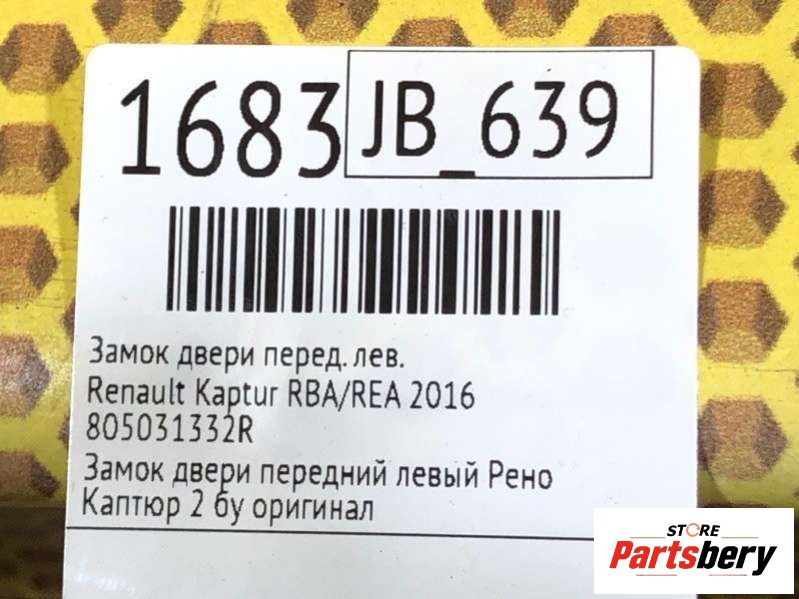 1683 JB_639
Замок двери перед. лев.
Renault Kaptur RBA/REA 2016
805031332R
Замок двери передний левый Рено
Каптюр 2 бу оригинал
STORE
Partsbery